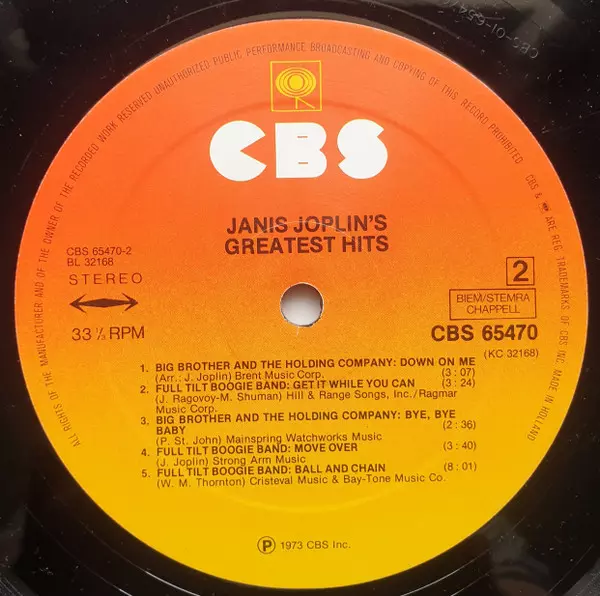 ALL RIGHTS OF THE MANUFACTURER AND OF THE OWNER OF THE RECORDED WORK RESERVED UNAUTHORIZED PUBLIC PERFORMANCE BROADCASTING AND COPYING OF THIS RECORD PROHIBITED
CBS & ARE REG. TRADEMARKS OF CBS INC. MADE IN HOLLAND
CBS
JANIS JOPLIN'S
GREATEST HITS
CBS 65470-2
BL 32168
STEREO
33 ⅓ RPM
2
BIEM/STEMRA
CHAPPELL
CBS 65470
(KC 32168)
1. BIG BROTHER AND THE HOLDING COMPANY: DOWN ON ME
(Arr.: J. Joplin) Brent Music Corp. (3 : 07)
2. FULL TILT BOOGIE BAND: GET IT WHILE YOU CAN
(J. Ragovoy-M. Shuman) Hill & Range Songs, Inc./Ragmar (3 : 24)
Music Corp.
3. BIG BROTHER AND THE HOLDING COMPANY: BYE, BYE
BABY (2 : 36)
(P. St. John) Mainspring Watchworks Music
4. FULL TILT BOOGIE BAND: MOVE OVER (3 : 40)
(J. Joplin) Strong Arm Music
5. FULL TILT BOOGIE BAND: BALL AND CHAIN (8 : 01)
(W. M. Thornton) Cristeval Music & Bay-Tone Music Co.
Ⓟ 1973 CBS Inc.